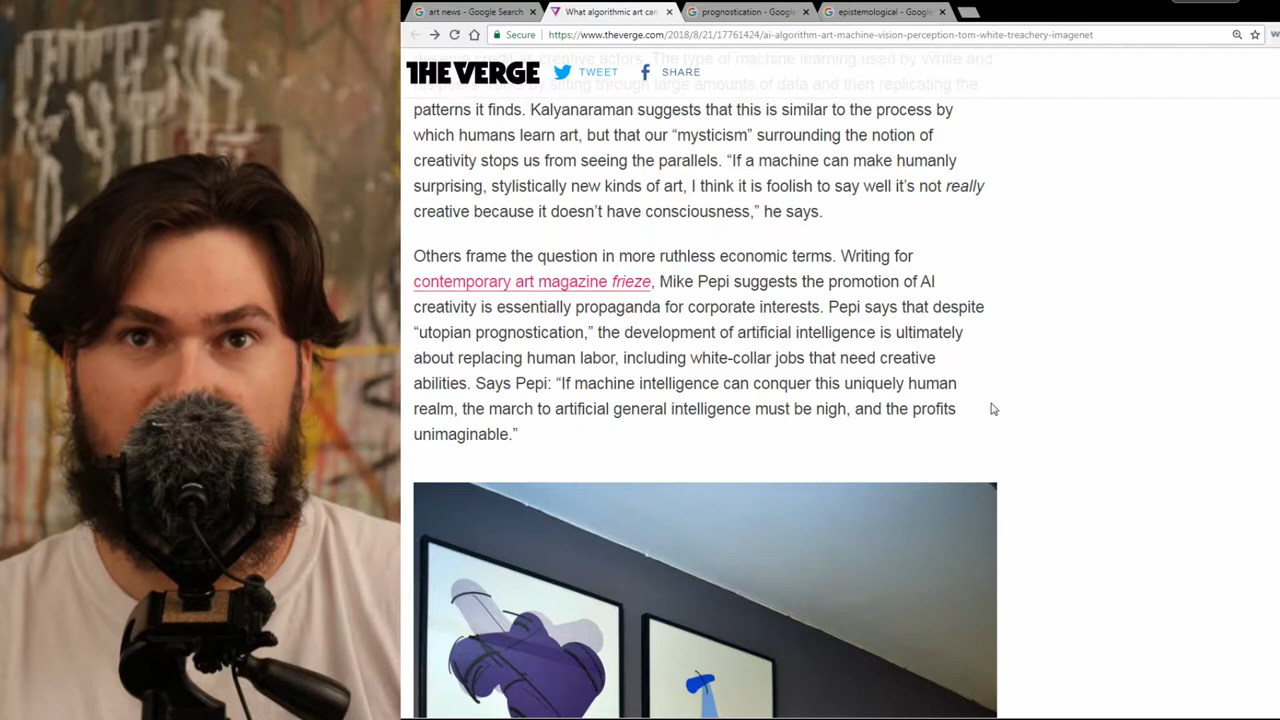 art news - Google Search
What algorithmic art can
prognostication - Google
epistemological - Google
Secure
https://www.theverge.com/2018/8/21/17761424/ai-algorithm-art-machine-vision-perception-tom-white-treachery-imagenet
creative actors. The type of machine learning used by White and
THE VERGE TWEET SHARE
his peers works by sifting through large amounts of data and then replicating the
patterns it finds. Kalyanaraman suggests that this is similar to the process by
which humans learn art, but that our “mysticism” surrounding the notion of
creativity stops us from seeing the parallels. “If a machine can make humanly
surprising, stylistically new kinds of art, I think it is foolish to say well it’s not really
creative because it doesn’t have consciousness,” he says.
Others frame the question in more ruthless economic terms. Writing for
contemporary art magazine frieze, Mike Pepi suggests the promotion of AI
creativity is essentially propaganda for corporate interests. Pepi says that despite
“utopian prognostication,” the development of artificial intelligence is ultimately
about replacing human labor, including white-collar jobs that need creative
abilities. Says Pepi: “If machine intelligence can conquer this uniquely human
realm, the march to artificial general intelligence must be nigh, and the profits
unimaginable.”